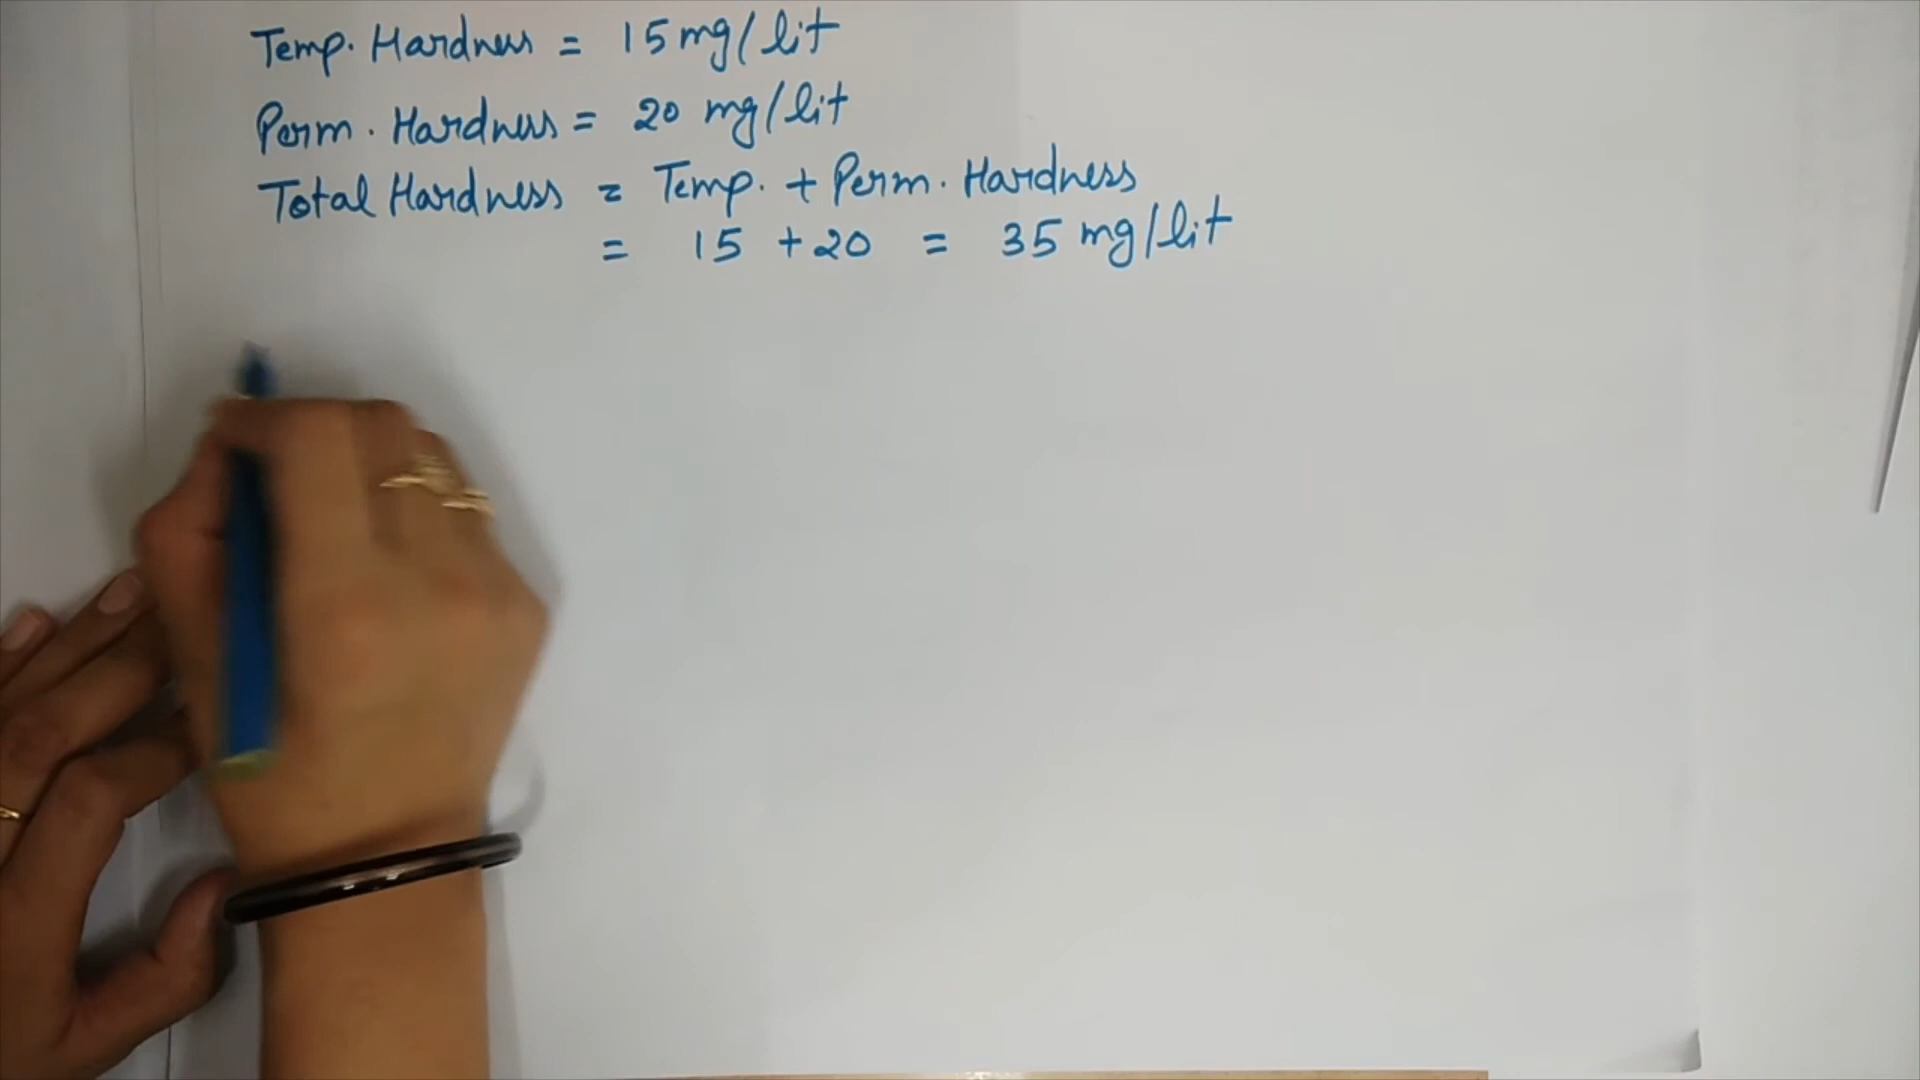 Temp. Hardness = 15 mg/lit
Perm. Hardness = 20 mg/lit
Total Hardness = Temp. + Perm. Hardness
= 15 + 20 = 35 mg/lit